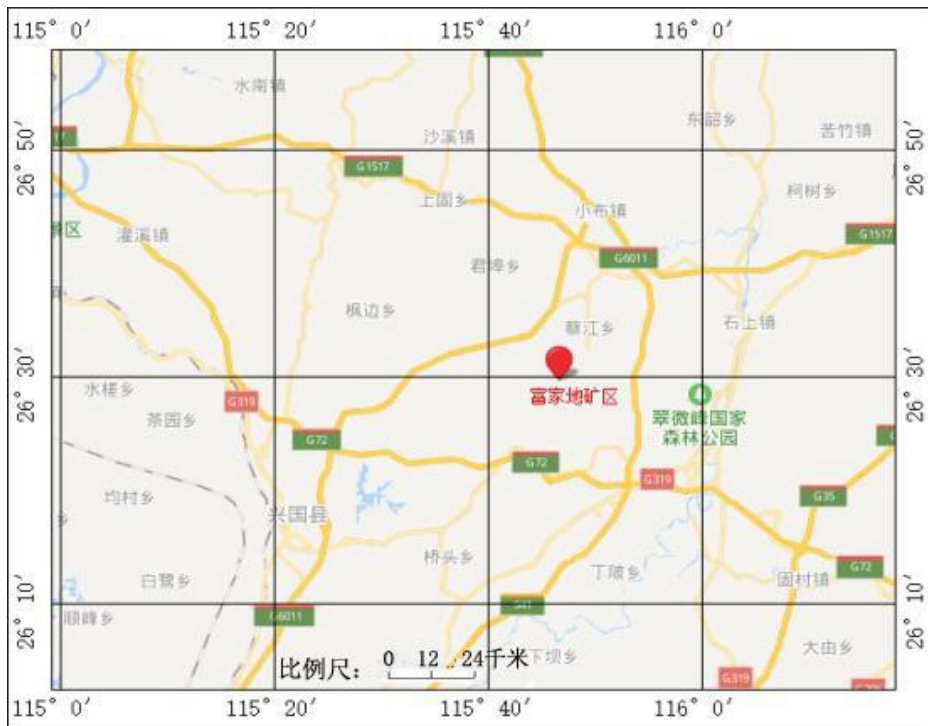 115° 0′ 115° 20′ 115° 40′ 116° 0′
水南镇
沙溪镇
东韶乡
苦竹镇
26° 50′
26° 50′
G1517
上固乡
柯树乡
小布镇
灌溪镇
景区
G1517
君埠乡
G6011
枫边乡
蔡江乡
石上镇
26° 30′
26° 30′
水槎乡
富家地矿区
G319
茶园乡
翠微峰国家
森林公园
G72
G72
G319
均村乡
G35
兴国县
桥头乡
G72
白鹭乡
丁陂乡
固村镇
26° 10′
26° 10′
顺峰乡
G6011
S41
大由乡
下坝乡
比例尺: 0 12 24千米
G319
115° 0′ 115° 20′ 115° 40′ 116° 0′